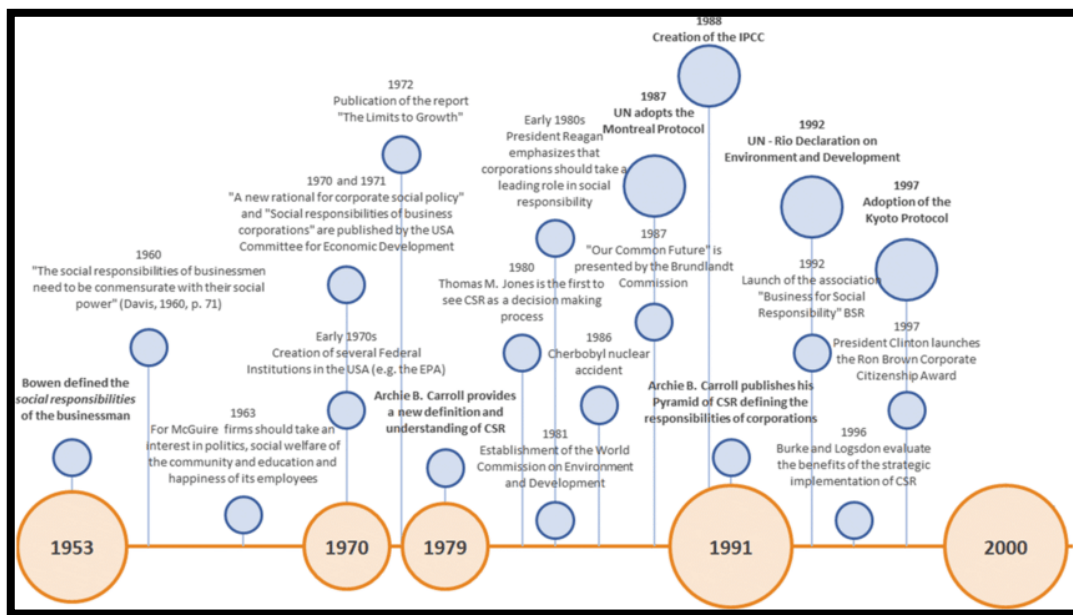 1988
Creation of the IPCC
1972
Publication of the report
"The Limits to Growth"
1987
UN adopts the
Montreal Protocol
Early 1980s
President Reagan
emphasizes that
corporations should take a
leading role in social
responsibility
1992
UN - Rio Declaration on
Environment and Development
1970 and 1971
"A new rational for corporate social policy"
and "Social responsibilities of business
corporations" are published by the USA
Committee for Economic Development
1997
Adoption of the
Kyoto Protocol
1960
"The social responsibilities of businessmen
need to be commensurate with their social
power" (Davis, 1960, p. 71)
1980
Thomas M. Jones is the first to
see CSR as a decision making
process
1987
"Our Common Future" is
presented by the Brundlandt
Commission
1992
Launch of the association
"Business for Social
Responsibility" BSR
Early 1970s
Creation of several Federal
Institutions in the USA (e.g. the EPA)
1986
Cherbobyl nuclear
accident
1997
President Clinton launches
the Ron Brown Corporate
Citizenship Award
Bowen defined the
social responsibilities
of the businessman
1963
For McGuire firms should take an
interest in politics, social welfare of
the community and education and
happiness of its employees
Archie B. Carroll provides
a new definition and
understanding of CSR
1981
Establishment of the World
Commission on Environment
and Development
Archie B. Carroll publishes his
Pyramid of CSR defining the
responsibilities of corporations
1996
Burke and Logsdon evaluate
the benefits of the strategic
implementation of CSR
1953
1970
1979
1991
2000